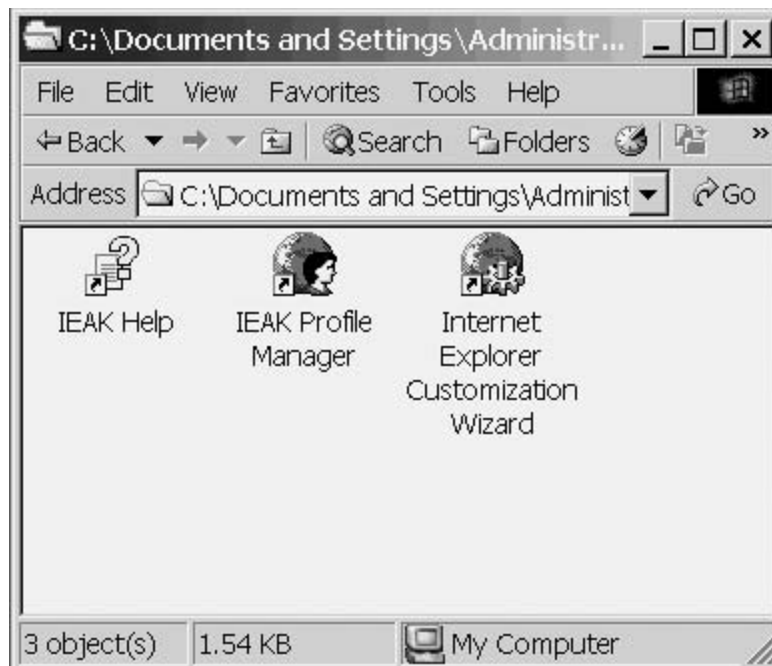 C:\Documents and Settings\Administr...
File Edit View Favorites Tools Help
Back Search Folders »
Address C:\Documents and Settings\Administ Go
IEAK Help
IEAK Profile
Manager
Internet
Explorer
Customization
Wizard
3 object(s) 1.54 KB My Computer